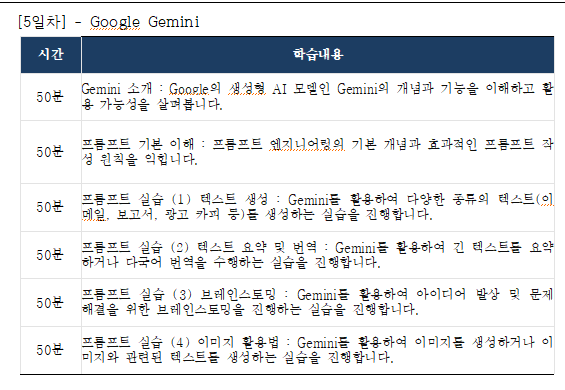 [5일차] - Google Gemini
시간 학습내용
50분 Gemini 소개 : Google의 생성형 AI 모델인 Gemini의 개념과 기능을 이해하고 활
용 가능성을 살펴봅니다.
50분 프롬프트 기본 이해 : 프롬프트 엔지니어링의 기본 개념과 효과적인 프롬프트 작
성 원칙을 익힙니다.
50분 프롬프트 실습 (1) 텍스트 생성 : Gemini를 활용하여 다양한 종류의 텍스트(이
메일, 보고서, 광고 카피 등)를 생성하는 실습을 진행합니다.
50분 프롬프트 실습 (2) 텍스트 요약 및 번역 : Gemini를 활용하여 긴 텍스트를 요약
하거나 다국어 번역을 수행하는 실습을 진행합니다.
50분 프롬프트 실습 (3) 브레인스토밍 : Gemini를 활용하여 아이디어 발상 및 문제
해결을 위한 브레인스토밍을 진행하는 실습을 진행합니다.
50분 프롬프트 실습 (4) 이미지 활용법 : Gemini를 활용하여 이미지를 생성하거나 이
미지와 관련된 텍스트를 생성하는 실습을 진행합니다.